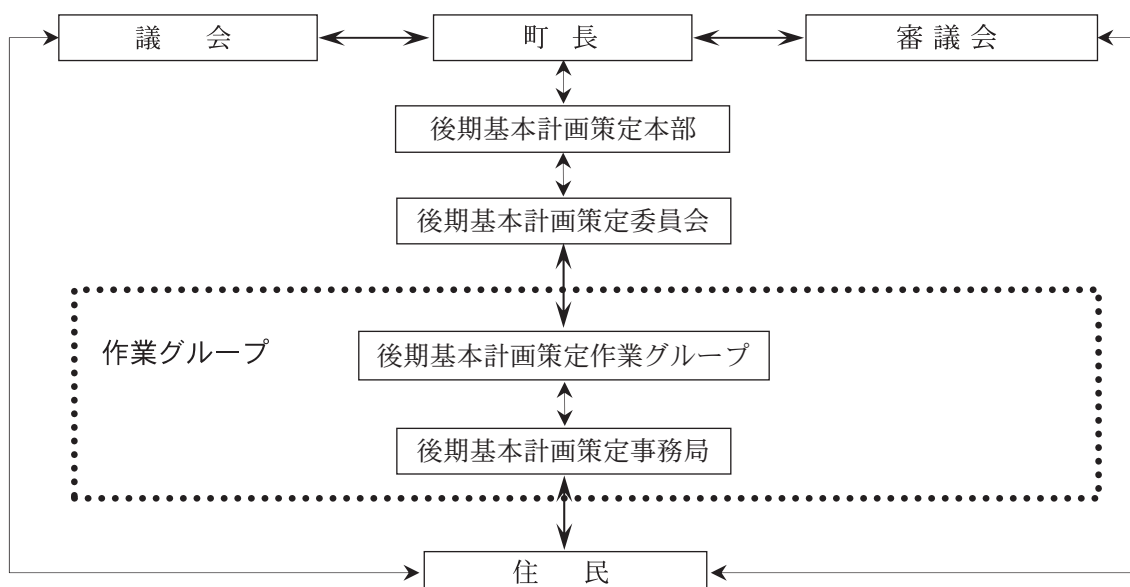 議会
町長
審議会
後期基本計画策定本部
後期基本計画策定委員会
作業グループ
後期基本計画策定作業グループ
後期基本計画策定事務局
住民